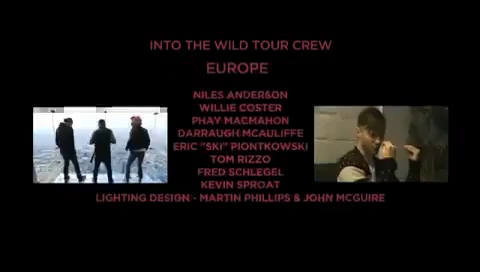 INTO THE WILD TOUR CREW
EUROPE
NILES ANDERSON
WILLIE COSTER
PHAY MACMAHON
DARRAUGH MCAULIFFE
ERIC "SKI" PIONTKOWSKI
TOM RIZZO
FRED SCHLEGEL
KEVIN SPROAT
LIGHTING DESIGN - MARTIN PHILLIPS & JOHN MCGUIRE